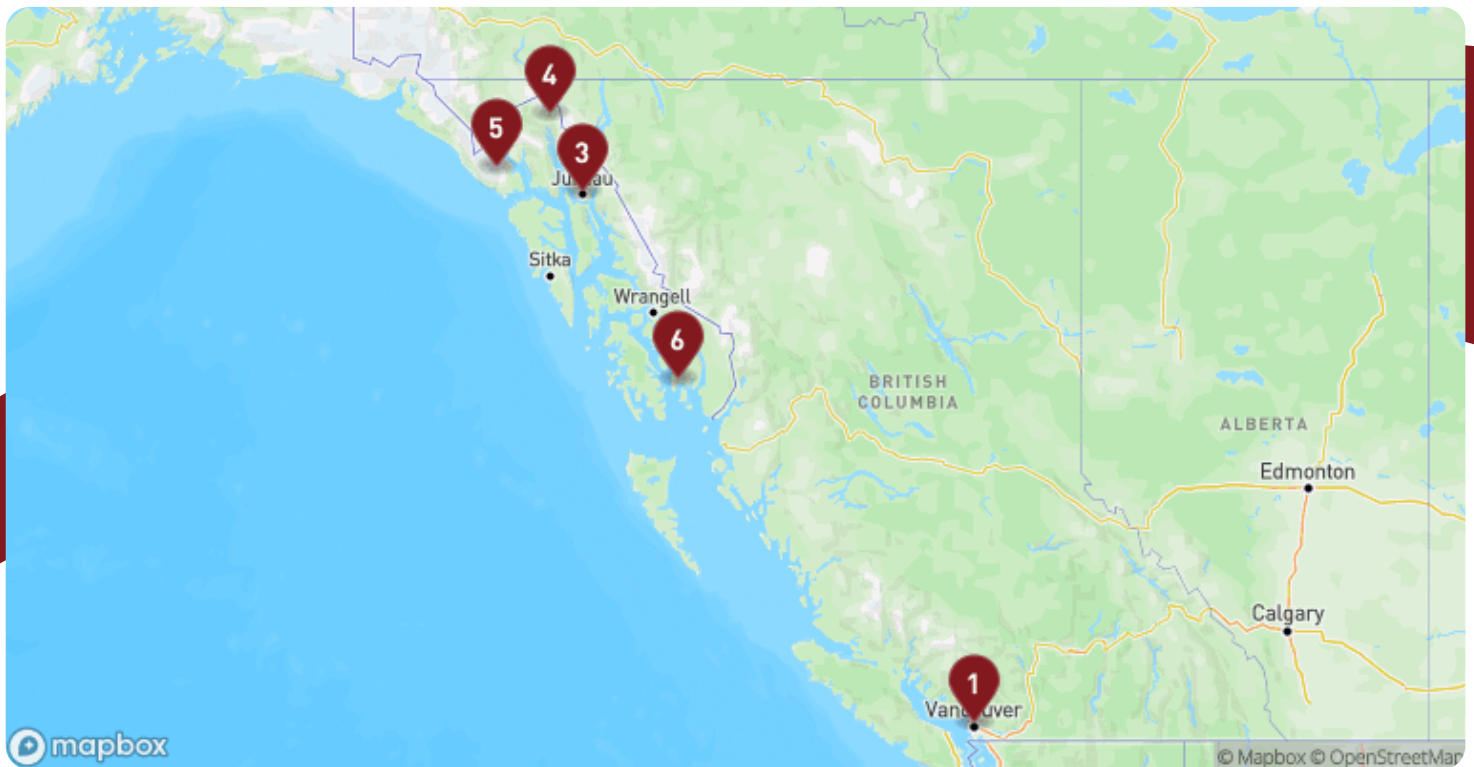 4
5
3
Juneau
Sitka
Wrangell
6
BRITISH
COLUMBIA
ALBERTA
Edmonton
Calgary
1
Vancouver
mapbox
© Mapbox © OpenStreetMap